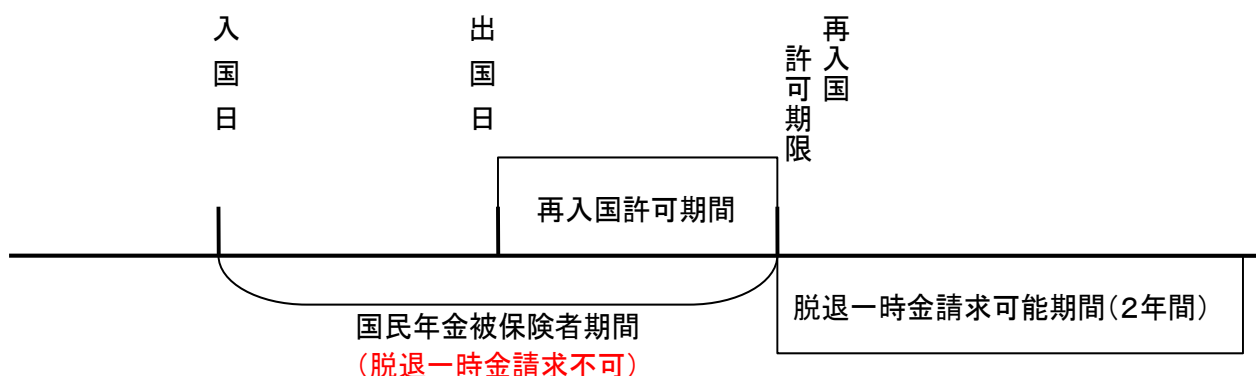 入国日
出国日
再入国
許可期限
再入国許可期間
脱退一時金請求可能期間（２年間）
国民年金被保険者期間
（脱退一時金請求不可）